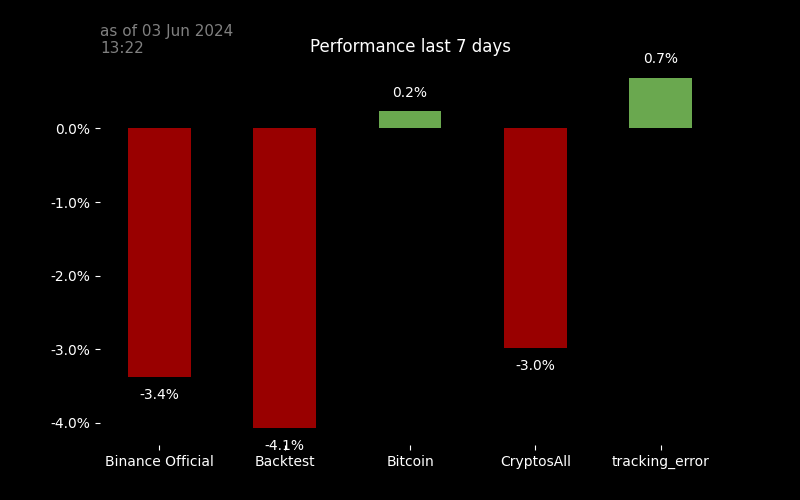 as of 03 Jun 2024
13:22
Performance last 7 days
0.7%
0.2%
0.0%
-1.0%
-2.0%
-3.0%
-3.0%
-3.4%
-4.0%
-4.1%
Binance Official
Backtest
Bitcoin
CryptosAll
tracking_error